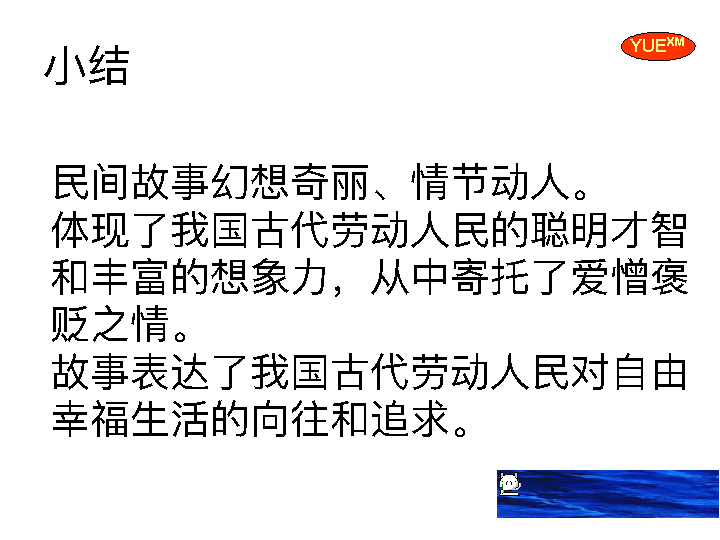 小结
YUEXM
民间故事幻想奇丽、情节动人。
体现了我国古代劳动人民的聪明才智
和丰富的想象力，从中寄托了爱憎褒
贬之情。
故事表达了我国古代劳动人民对自由
幸福生活的向往和追求。